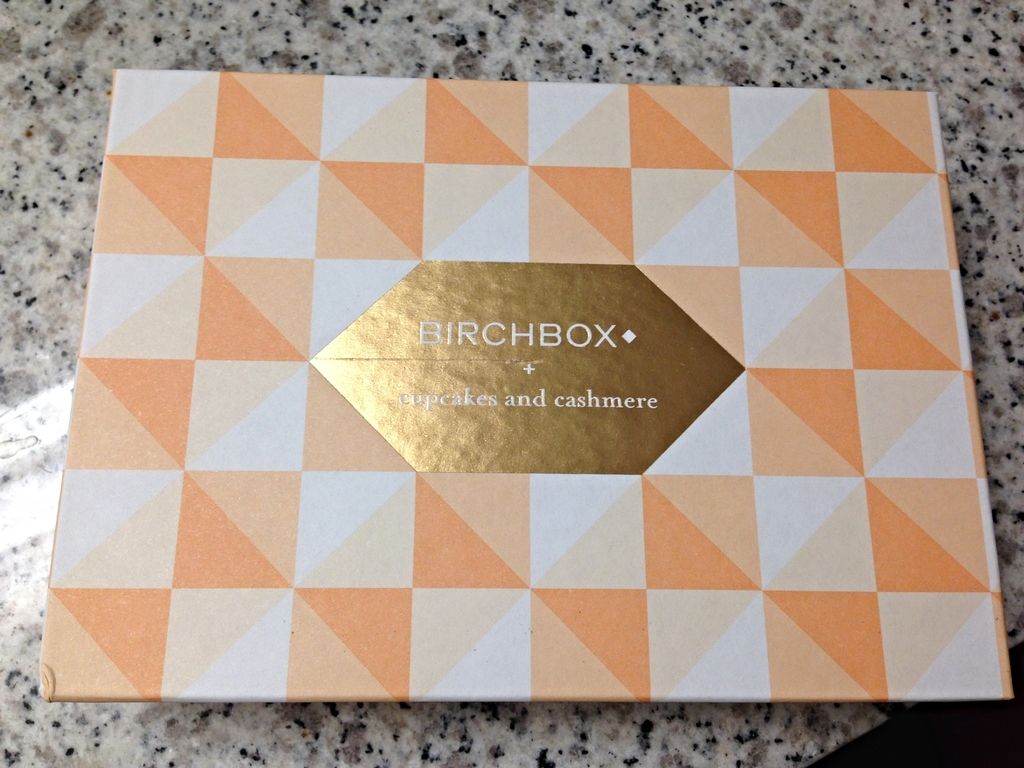 BIRCHBOX◆
+
cupcakes and cashmere